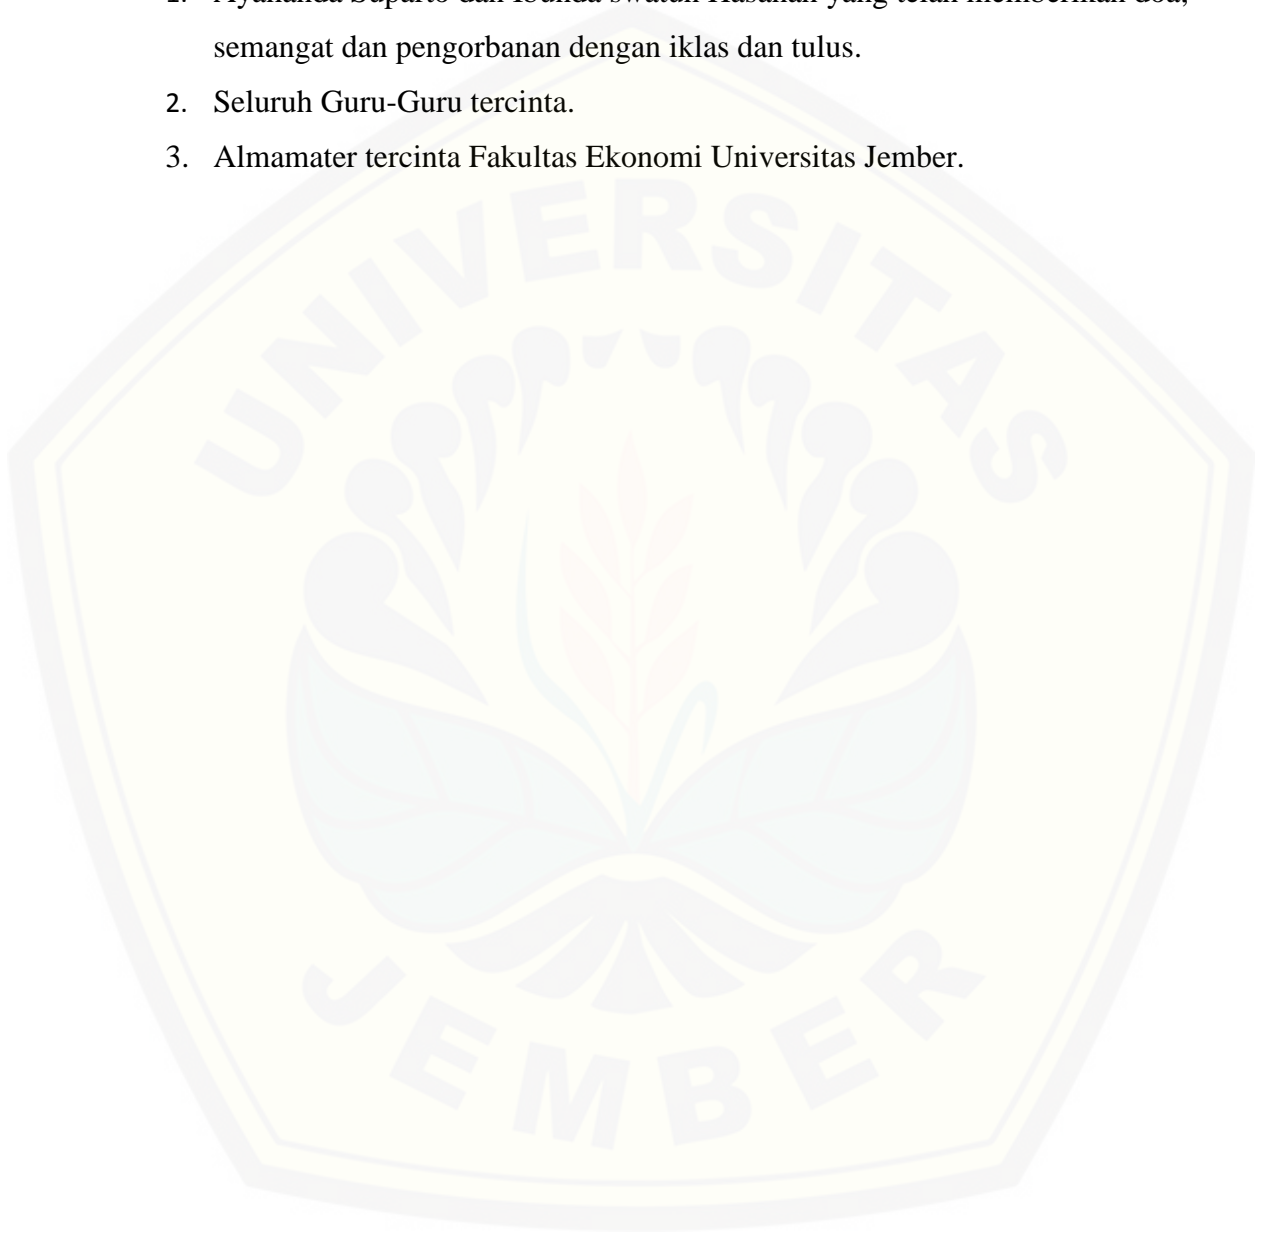 semangat dan pengorbanan dengan iklas dan tulus.
2. Seluruh Guru-Guru tercinta.
3. Almamater tercinta Fakultas Ekonomi Universitas Jember.
UNIVERSITAS
JEMBER